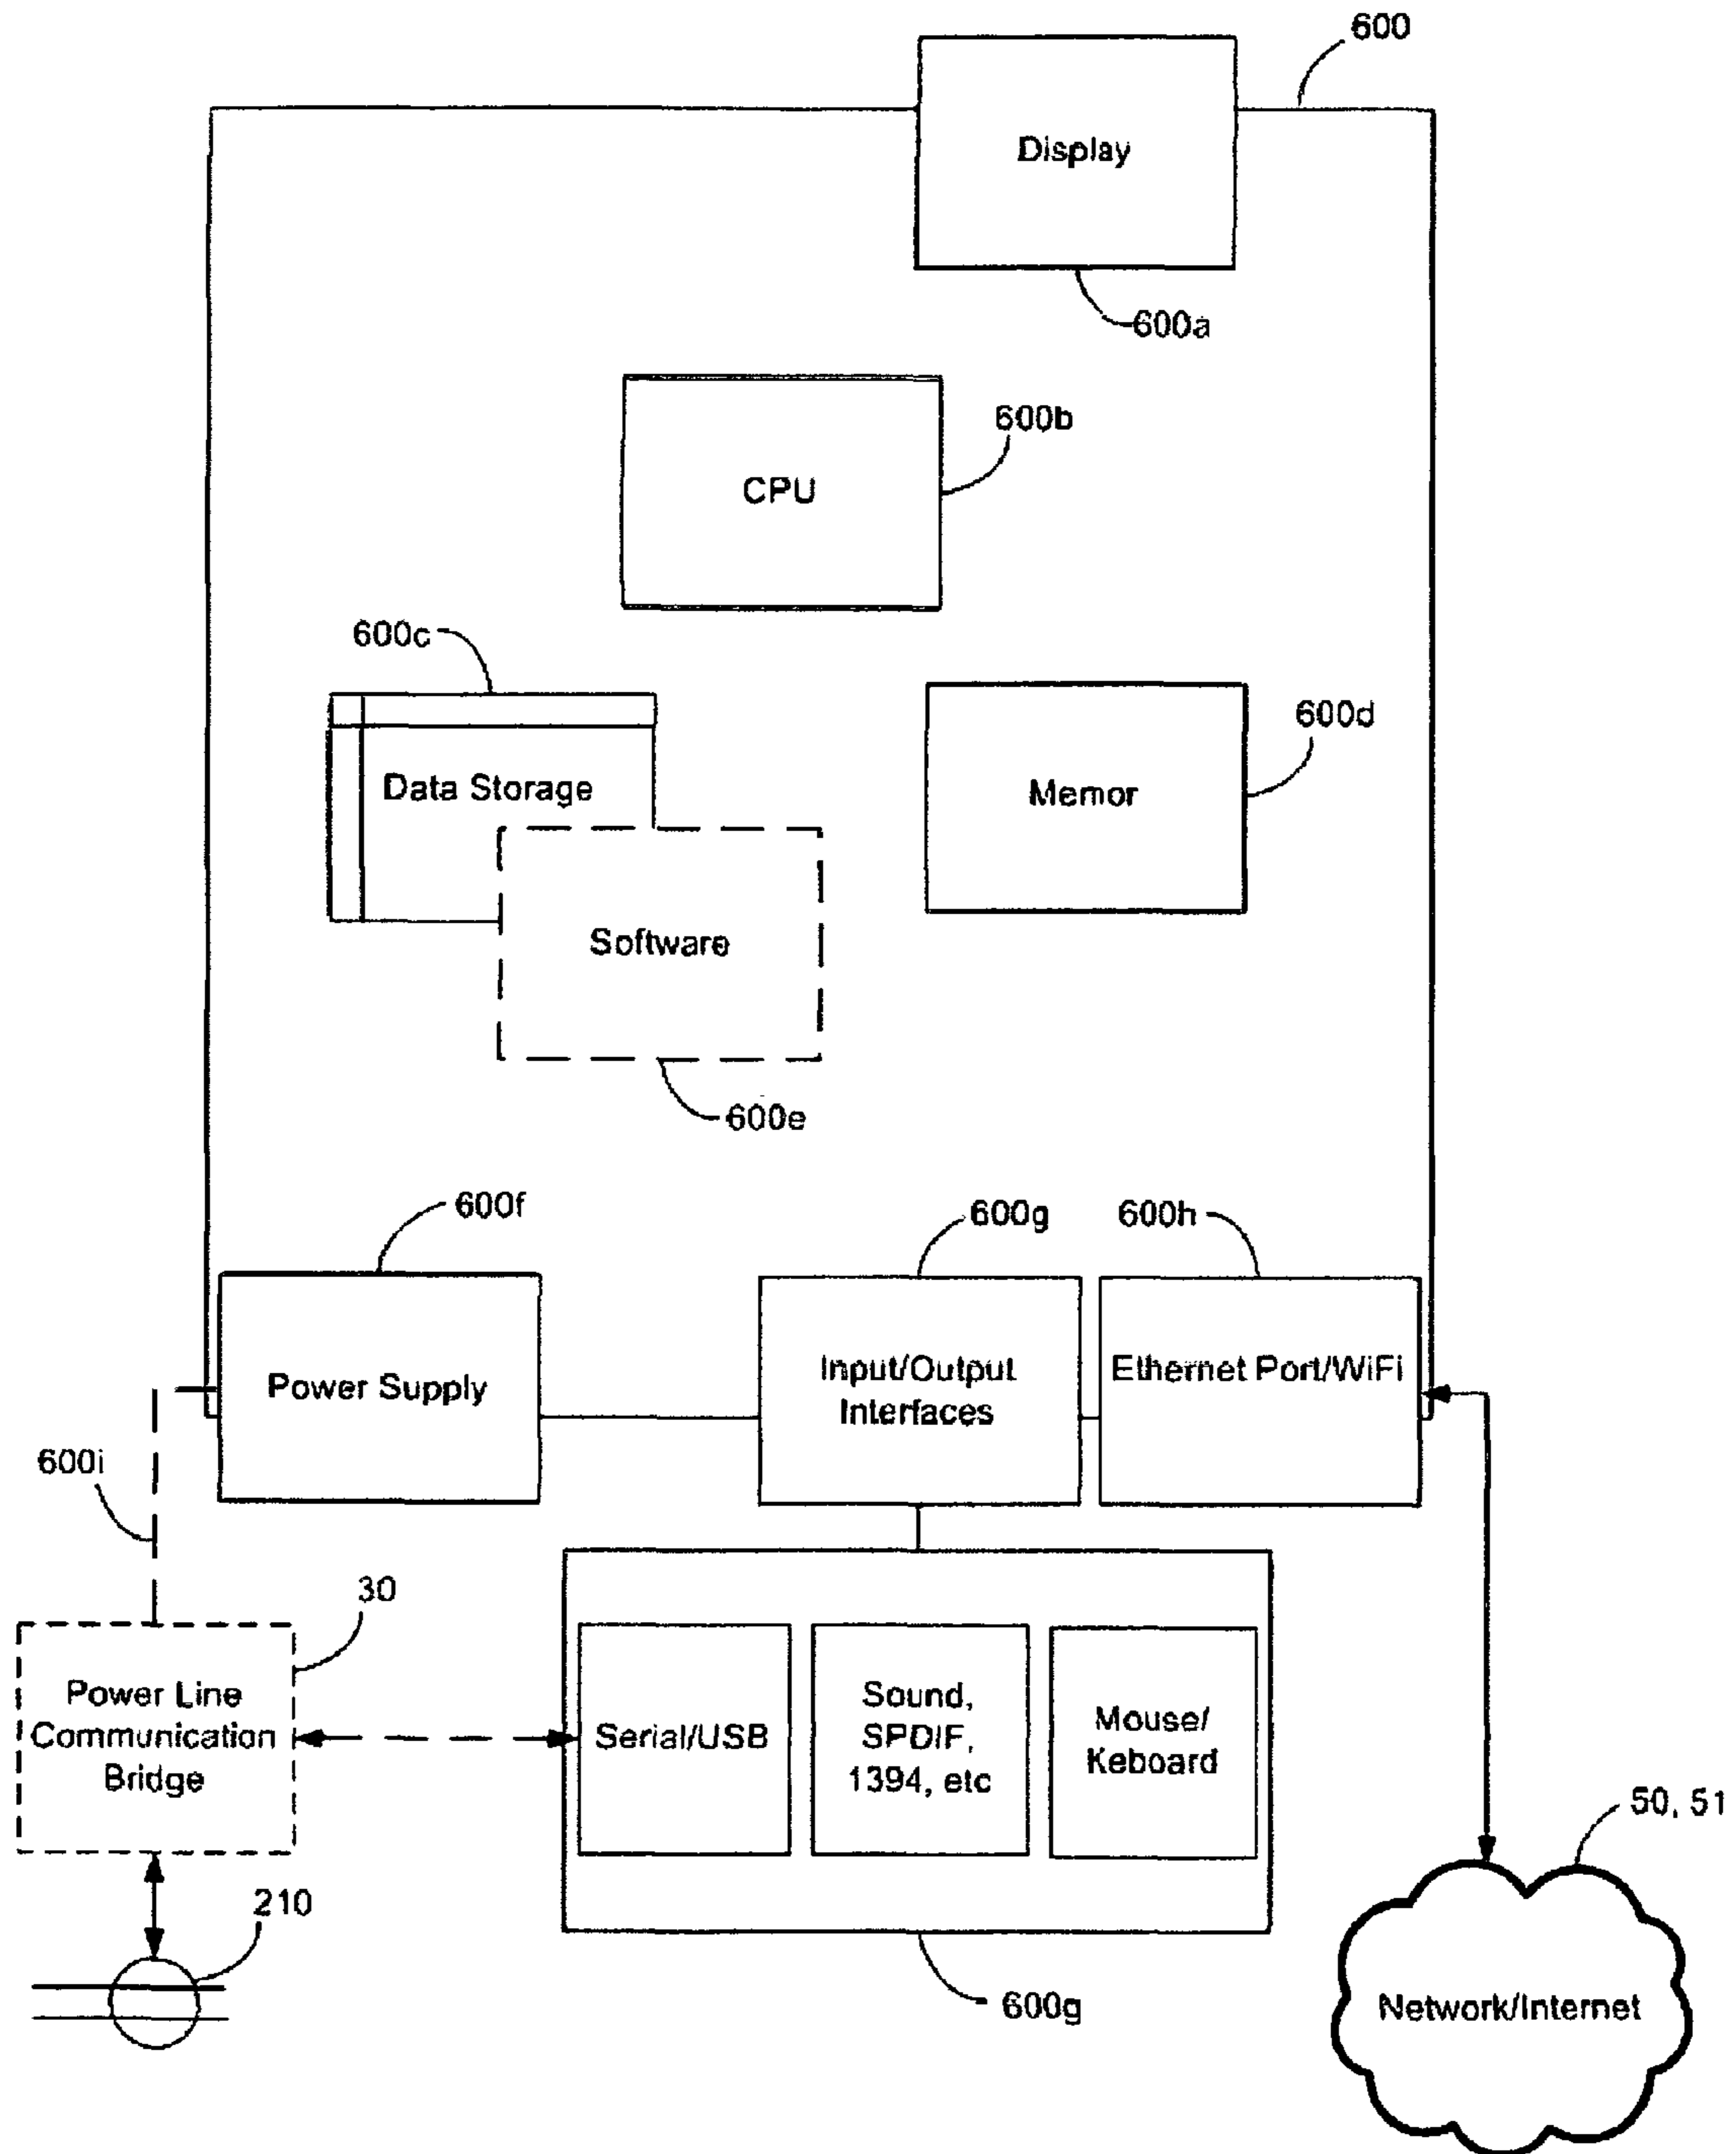 600
Display
600a
600b
CPU
600c
600d
Data Storage
Memor
Software
600e
600f
600g
600h
Power Supply
Input/Output
Interfaces
Ethernet Port/WiFi
600i
30
Power Line
Communication
Bridge
Serial/USB
Sound,
SPDIF,
1394, etc
Mouse/
Keboard
50, 51
210
600g
Network/Internet